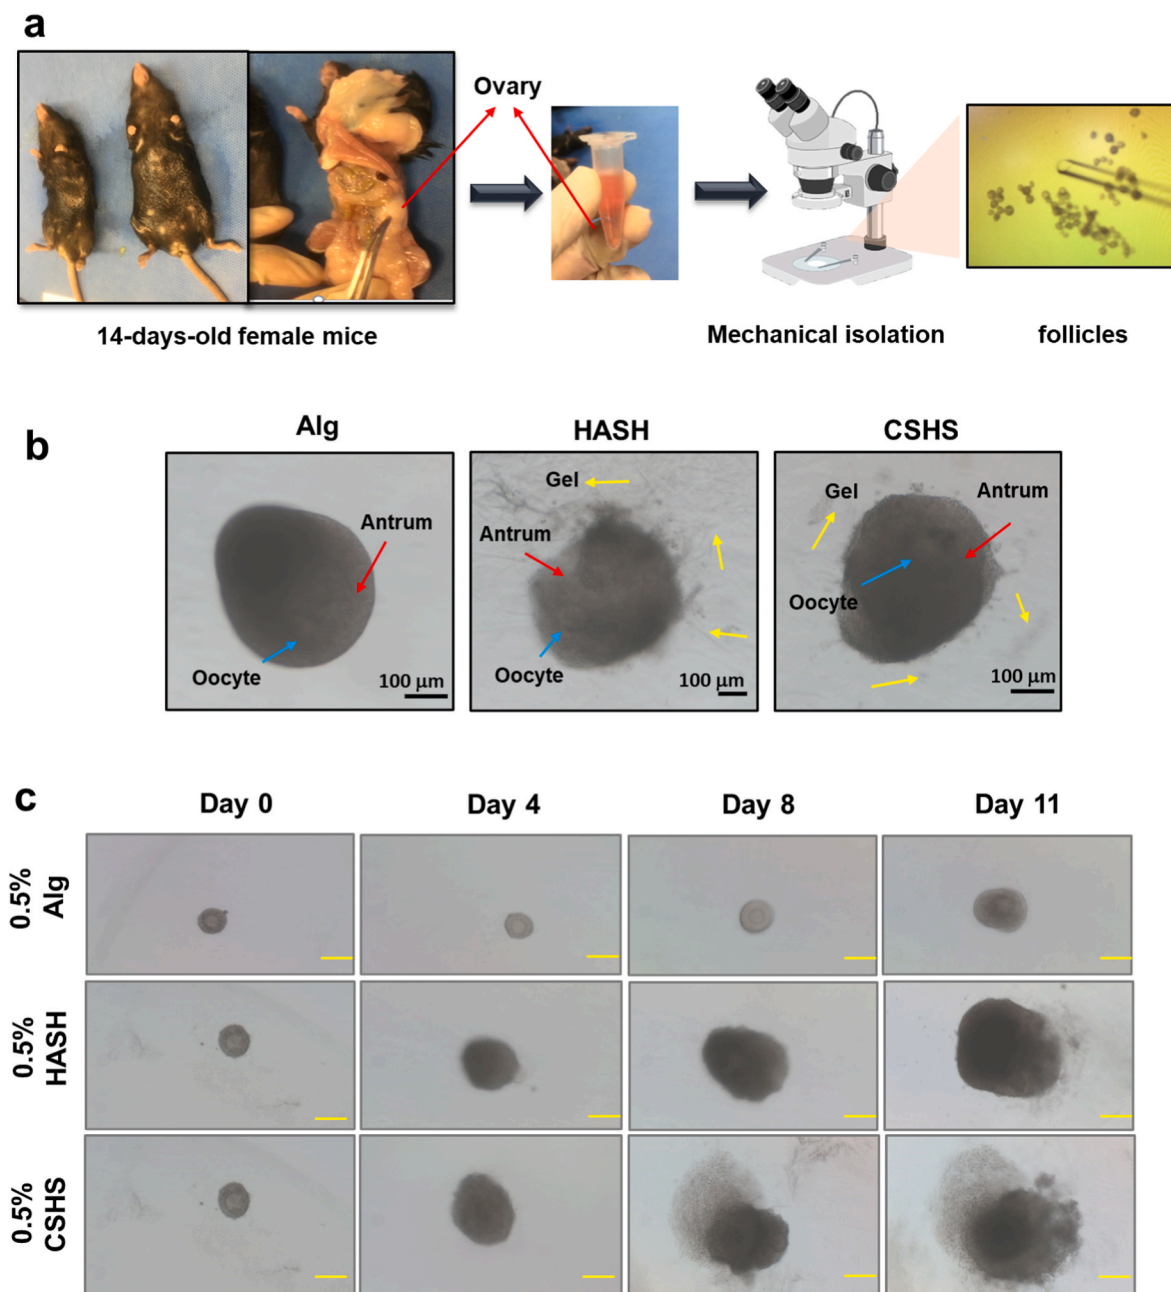 a
Ovary
14-days-old female mice
Mechanical isolation
follicles
b
Alg
HASH
CSHS
Antrum
Oocyte
100 µm
Gel
Antrum
Oocyte
100 µm
Gel
Antrum
Oocyte
100 µm
c
Day 0
Day 4
Day 8
Day 11
0.5%
Alg
0.5%
HASH
0.5%
CSHS